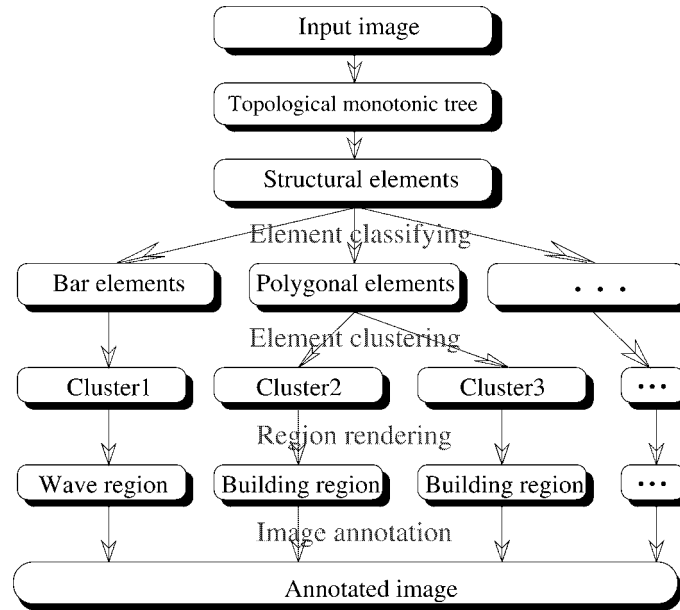 Input image
Topological monotonic tree
Structural elements
Element classifying
Bar elements
Polygonal elements
. . .
Element clustering
Cluster1
Cluster2
Cluster3
...
Region rendering
Wave region
Building region
Building region
...
Image annotation
Annotated image